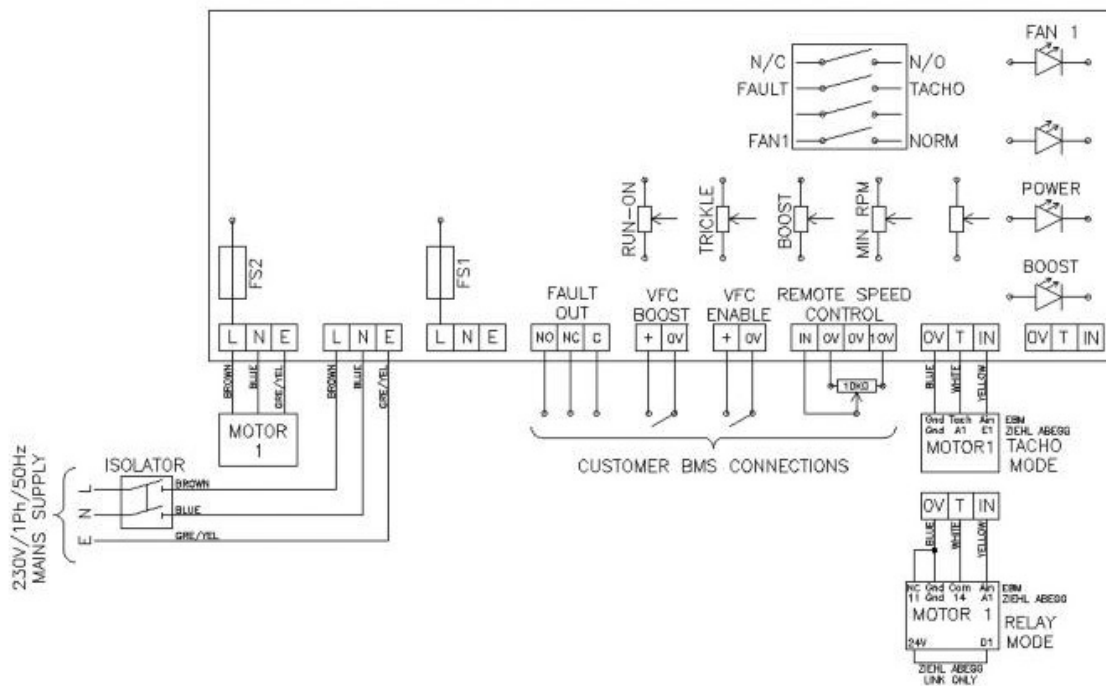 FAN 1
N/C N/O
FAULT TACHO
FAN1 NORM
RUN-ON TRICKLE BOOST MIN RPM POWER
BOOST
FS2 FS1
FAULT OUT
VFC BOOST
VFC ENABLE
REMOTE SPEED CONTROL
L N E L N E L N E NO NC C + 0V + 0V IN 0V 0V 10V 0V T IN 0V T IN
BROWN BLUE GRE/YEL BROWN BLUE GRE/YEL 10KΩ BLUE WHITE YELLOW
MOTOR 1
Gnd Tach Ain EBM
Gnd A1 E1 ZIEHL ABEGG
MOTOR1 TACHO MODE
CUSTOMER BMS CONNECTIONS
230V/1Ph/50Hz
MAINS SUPPLY
ISOLATOR
L BROWN
N BLUE
E GRE/YEL
0V T IN
BLUE WHITE YELLOW
NC Gnd Com Ain EBM
11 Gnd 14 A1 ZIEHL ABEGG
MOTOR 1 RELAY MODE
24V D1
ZIEHL ABEGG
LINK ONLY